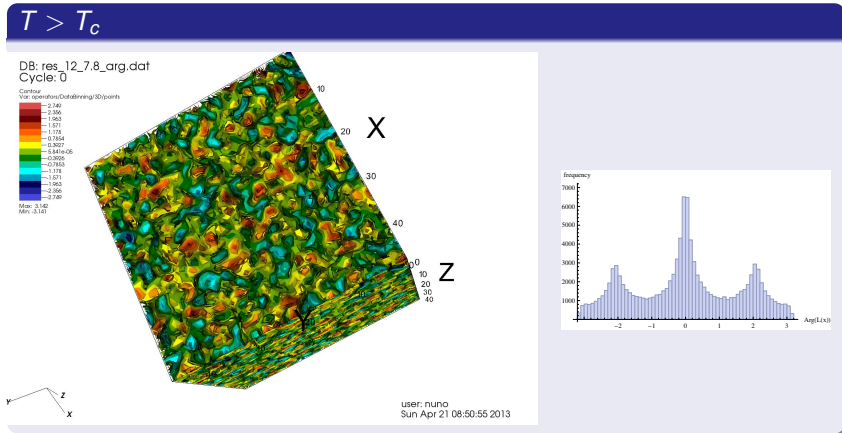 T > Tc
DB: res_12_7.8_arg.dat
Cycle: 0
Contour
Var: operators/DataBinning/3D/points
2.749
2.356
1.963
1.571
1.178
0.7854
0.3927
5.841e-05
-0.3926
-0.7853
-1.178
-1.571
-1.963
-2.356
-2.749
Max: 3.142
Min: -3.141
10
20
X
30
40
0
0
Z
10
20
30
40
Y
Y
Z
X
user: nuno
Sun Apr 21 08:50:55 2013
frequency
7000
6000
5000
4000
3000
2000
1000
-2
-1
0
1
2
3
Arg(L(x))